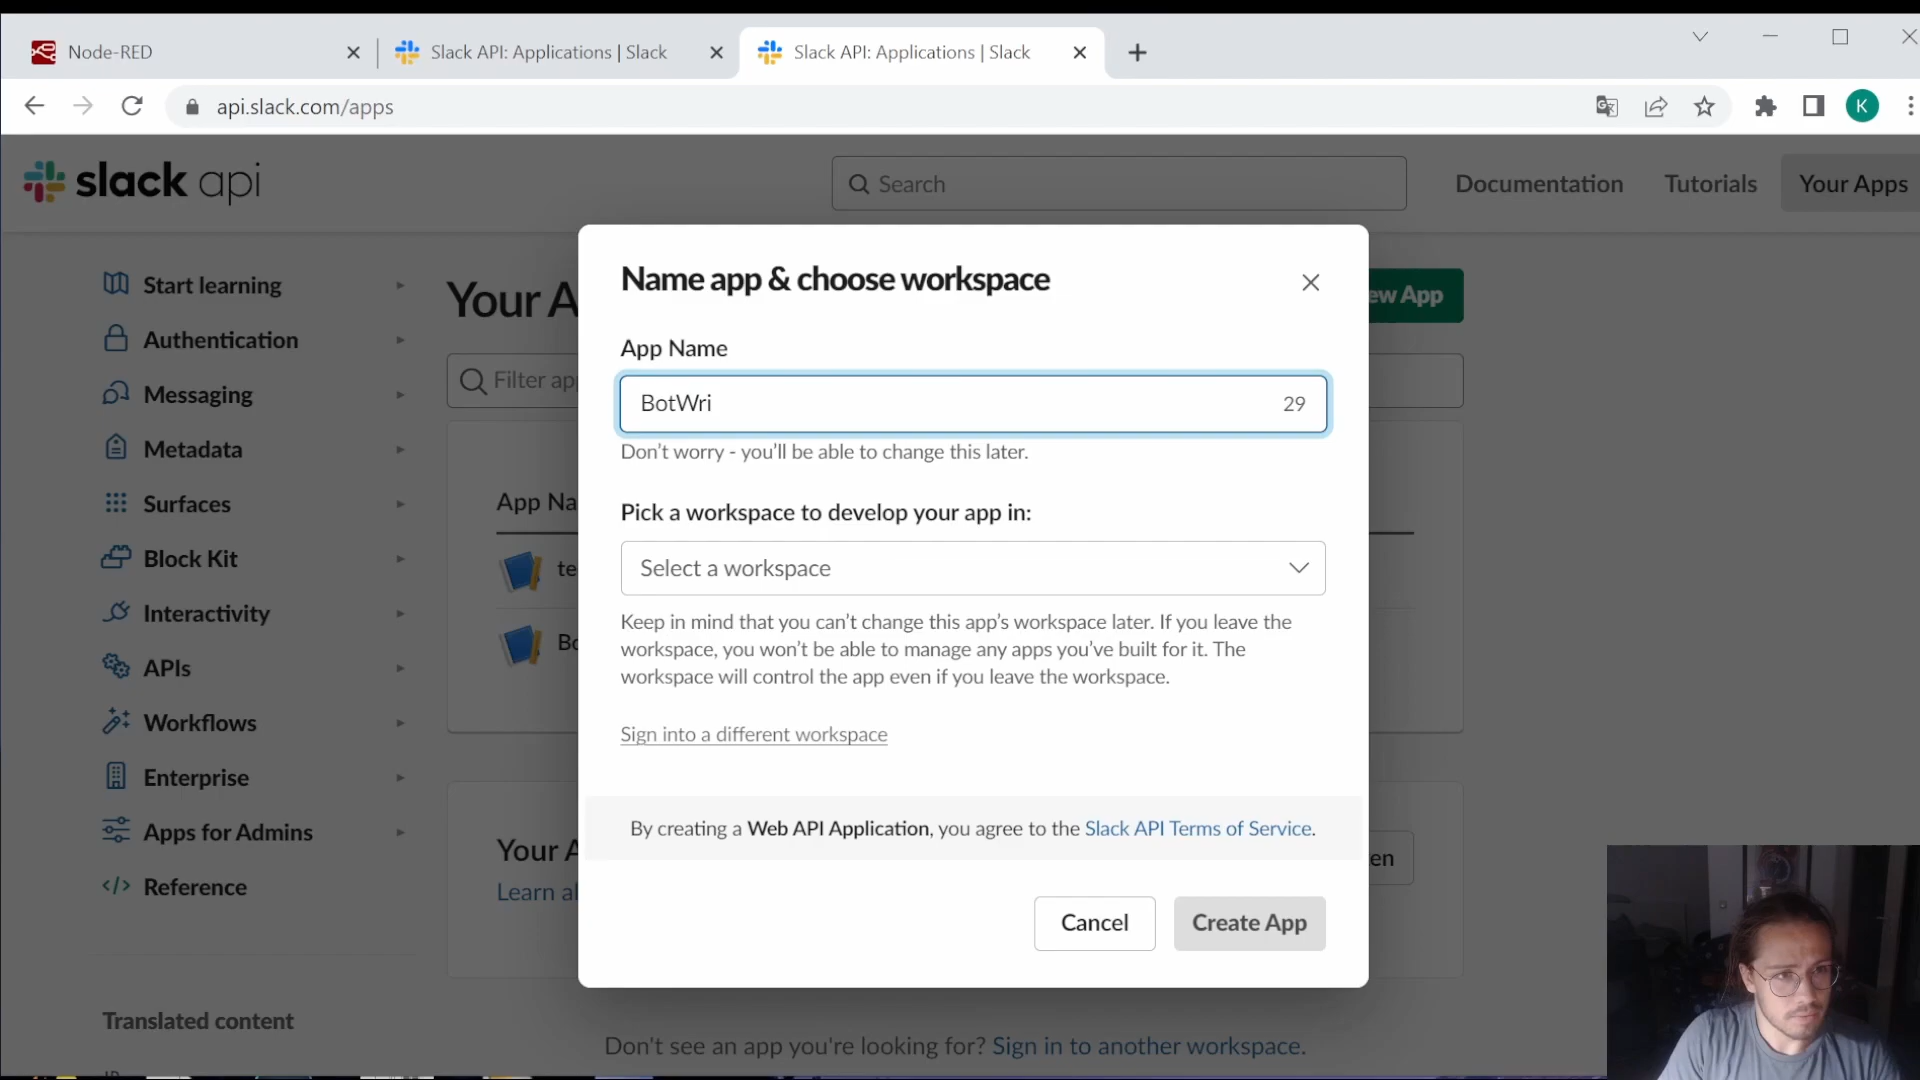 Node-RED
Slack API: Applications | Slack
Slack API: Applications | Slack
api.slack.com/apps
K
slack api
Search
Documentation
Tutorials
Your Apps
Start learning
Authentication
Messaging
Metadata
Surfaces
Block Kit
Interactivity
APIs
Workflows
Enterprise
Apps for Admins
Reference
Translated content
Your A
ew App
Filter ap
App Na
te
Bo
Your A
Learn al
en
Name app & choose workspace
App Name
BotWri
29
Don't worry - you'll be able to change this later.
Pick a workspace to develop your app in:
Select a workspace
Keep in mind that you can't change this app's workspace later. If you leave the
workspace, you won't be able to manage any apps you've built for it. The
workspace will control the app even if you leave the workspace.
Sign into a different workspace
By creating a Web API Application, you agree to the Slack API Terms of Service.
Cancel
Create App
Don't see an app you're looking for? Sign in to another workspace.